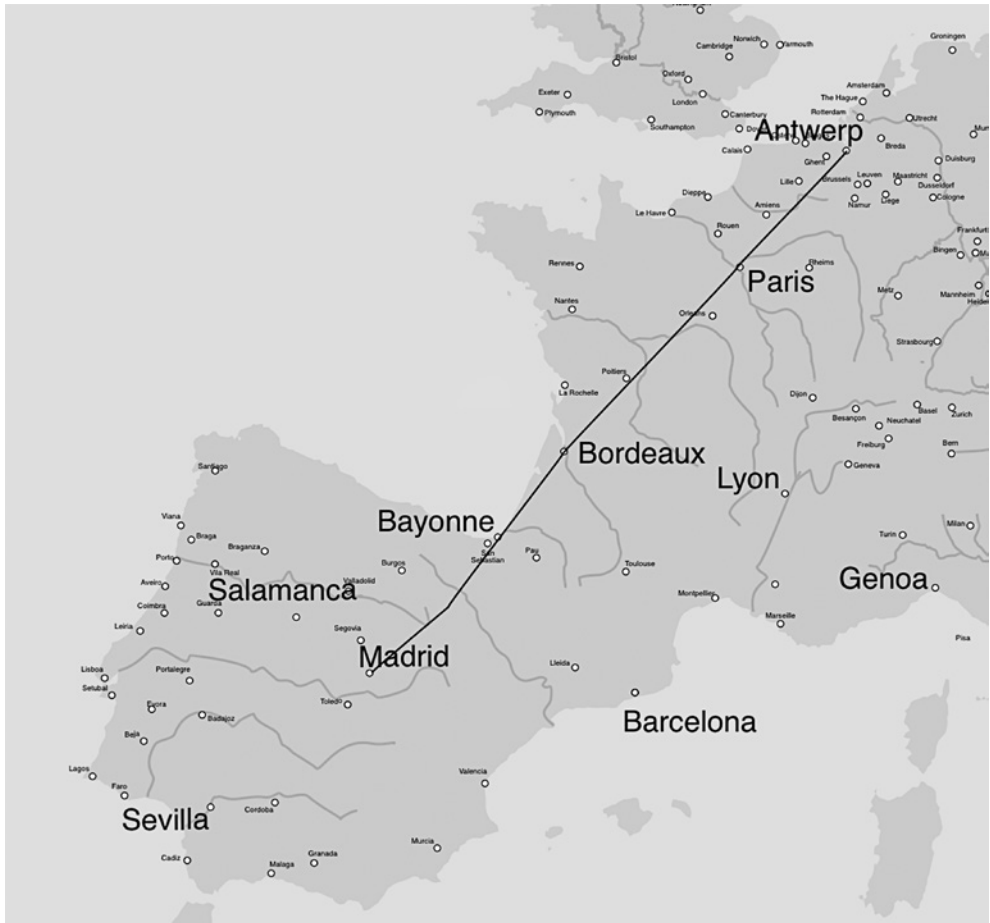 Groningen
Norwich
Yarmouth
Cambridge
Bristol
Oxford
Amsterdam
Exeter
London
The Hague
Plymouth
Canterbury
Rotterdam
Utrecht
Southampton
Antwerp
Calais
Breda
Ghent
Duisburg
Lille
Brussels
Leuven
Maastricht
Dusseldorf
Dieppe
Namur
Liege
Cologne
Le Havre
Amiens
Rouen
Frankfurt
Bingen
Rennes
Rheims
Paris
Metz
Mannheim
Nantes
Orleans
Strasbourg
Poitiers
La Rochelle
Dijon
Besançon
Basel
Zurich
Neuchatel
Freiburg
Bern
Bordeaux
Geneva
Santiago
Lyon
Viana
Bayonne
Milan
Braga
Turin
Braganza
San
Sebastian
Pau
Porto
Vila Real
Burgos
Toulouse
Genoa
Aveiro
Valladolid
Salamanca
Montpellier
Coimbra
Guarda
Marseille
Leiria
Segovia
Pisa
Madrid
Lisboa
Portalegre
Lleida
Setubal
Toledo
Evora
Badajoz
Barcelona
Beja
Lagos
Valencia
Faro
Sevilla
Cordoba
Murcia
Cadiz
Granada
Malaga